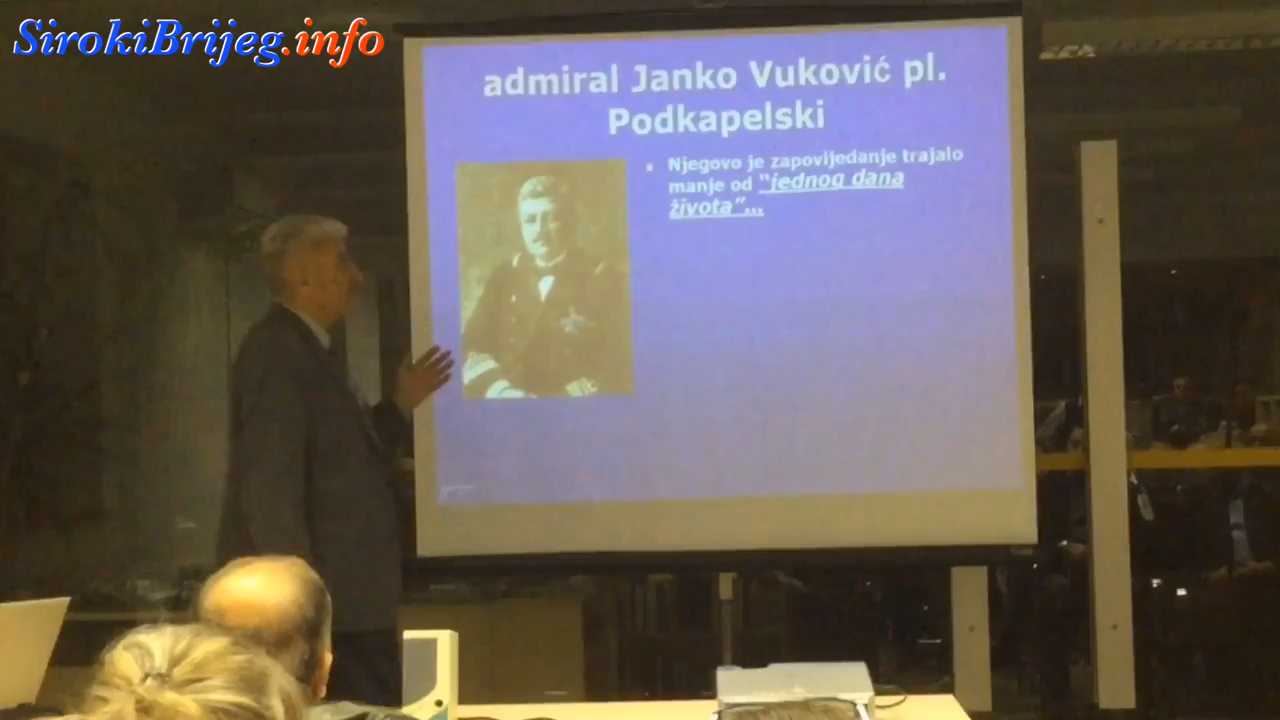 SirokiBrijeg.info
admiral Janko Vuković pl.
Podkapelski
Njegovo je zapovijedanje trajalo
manje od "jednog dana
života"...